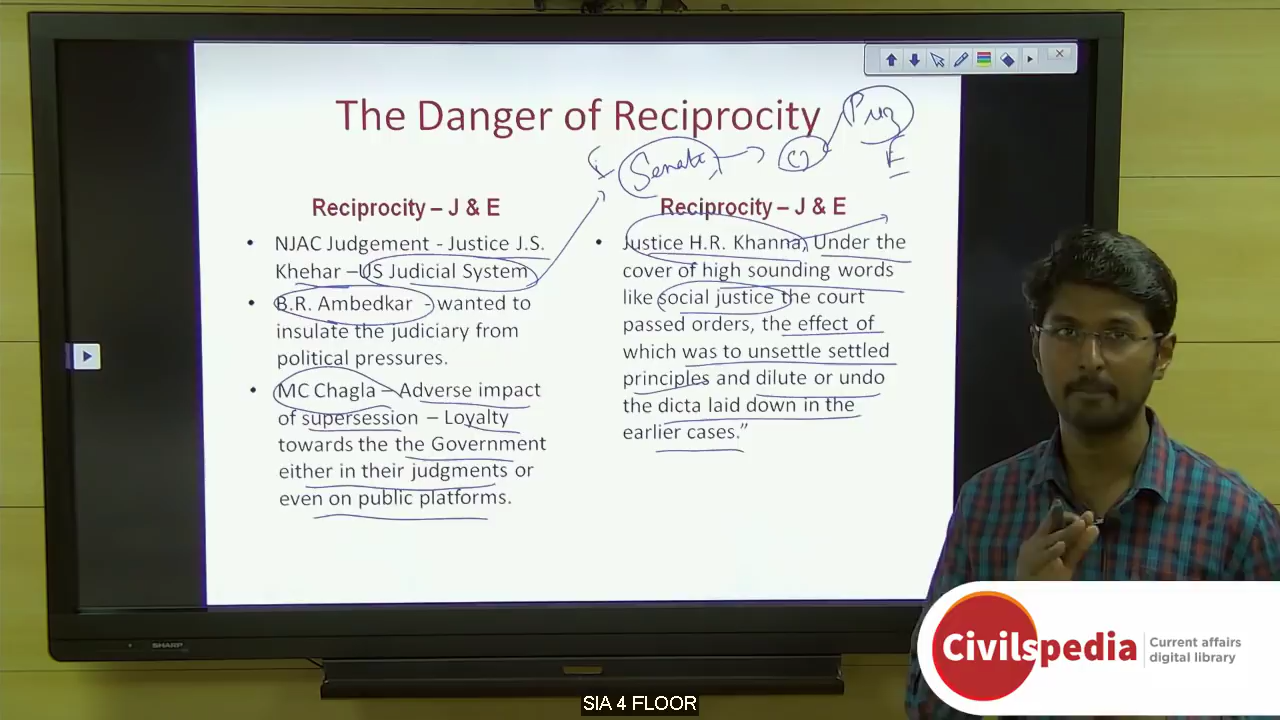 The Danger of Reciprocity
Senate
Reciprocity – J & E
NJAC Judgement - Justice J.S.
Khehar –US Judicial System
B.R. Ambedkar - wanted to
insulate the judiciary from
political pressures.
MC Chagla – Adverse impact
of supersession – Loyalty
towards the the Government
either in their judgments or
even on public platforms.
Reciprocity – J & E
Justice H.R. Khanna, Under the
cover of high sounding words
like social justice the court
passed orders, the effect of
which was to unsettle settled
principles and dilute or undo
the dicta laid down in the
earlier cases.”
SHARP
Civilspedia
Current affairs
digital library
SIA 4 FLOOR